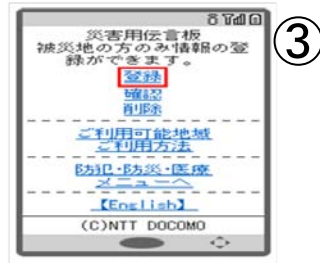 災害用伝言板
被災地の方のみ情報の登
録ができます。
登録
確認
削除
ご利用可能地域
ご利用方法
防犯・防災・医療
メニューへ
【English】
(C)NTT DOCOMO
③